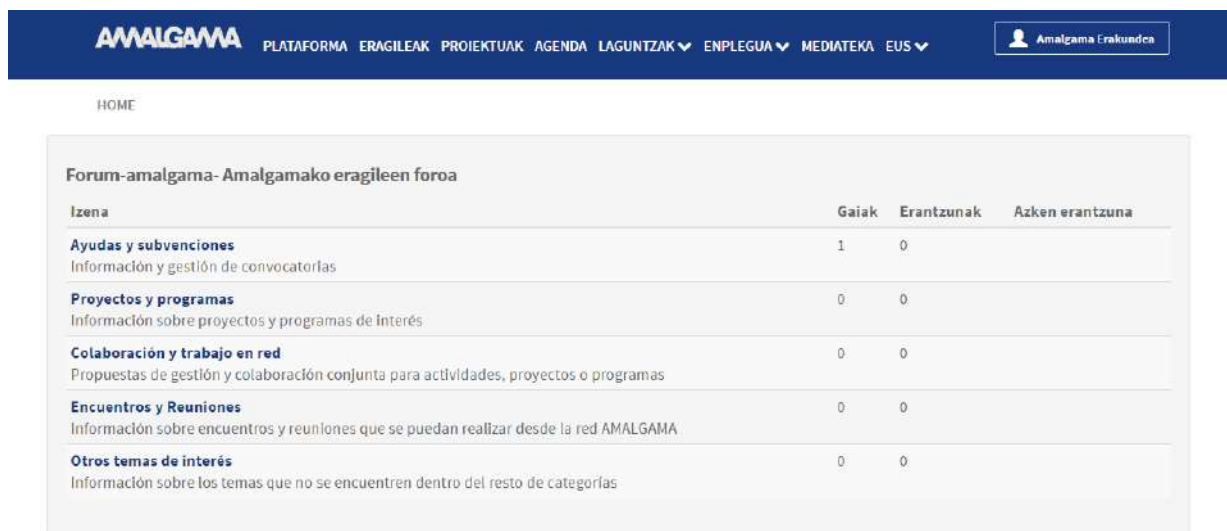 AMALGAMA PLATAFORMA ERAGILEAK PROIEKTUAK AGENDA LAGUNTZAK ENPLEGUA MEDIATEKA EUS Amalgama Erakundea
HOME
Forum-amalgama- Amalgamako eragileen foroa
Izena Gaiak Erantzunak Azken erantzuna
Ayudas y subvenciones 1 0
Información y gestión de convocatorias
Proyectos y programas 0 0
Información sobre proyectos y programas de interés
Colaboración y trabajo en red 0 0
Propuestas de gestión y colaboración conjunta para actividades, proyectos o programas
Encuentros y Reuniones 0 0
Información sobre encuentros y reuniones que se puedan realizar desde la red AMALGAMA
Otros temas de interés 0 0
Información sobre los temas que no se encuentren dentro del resto de categorías